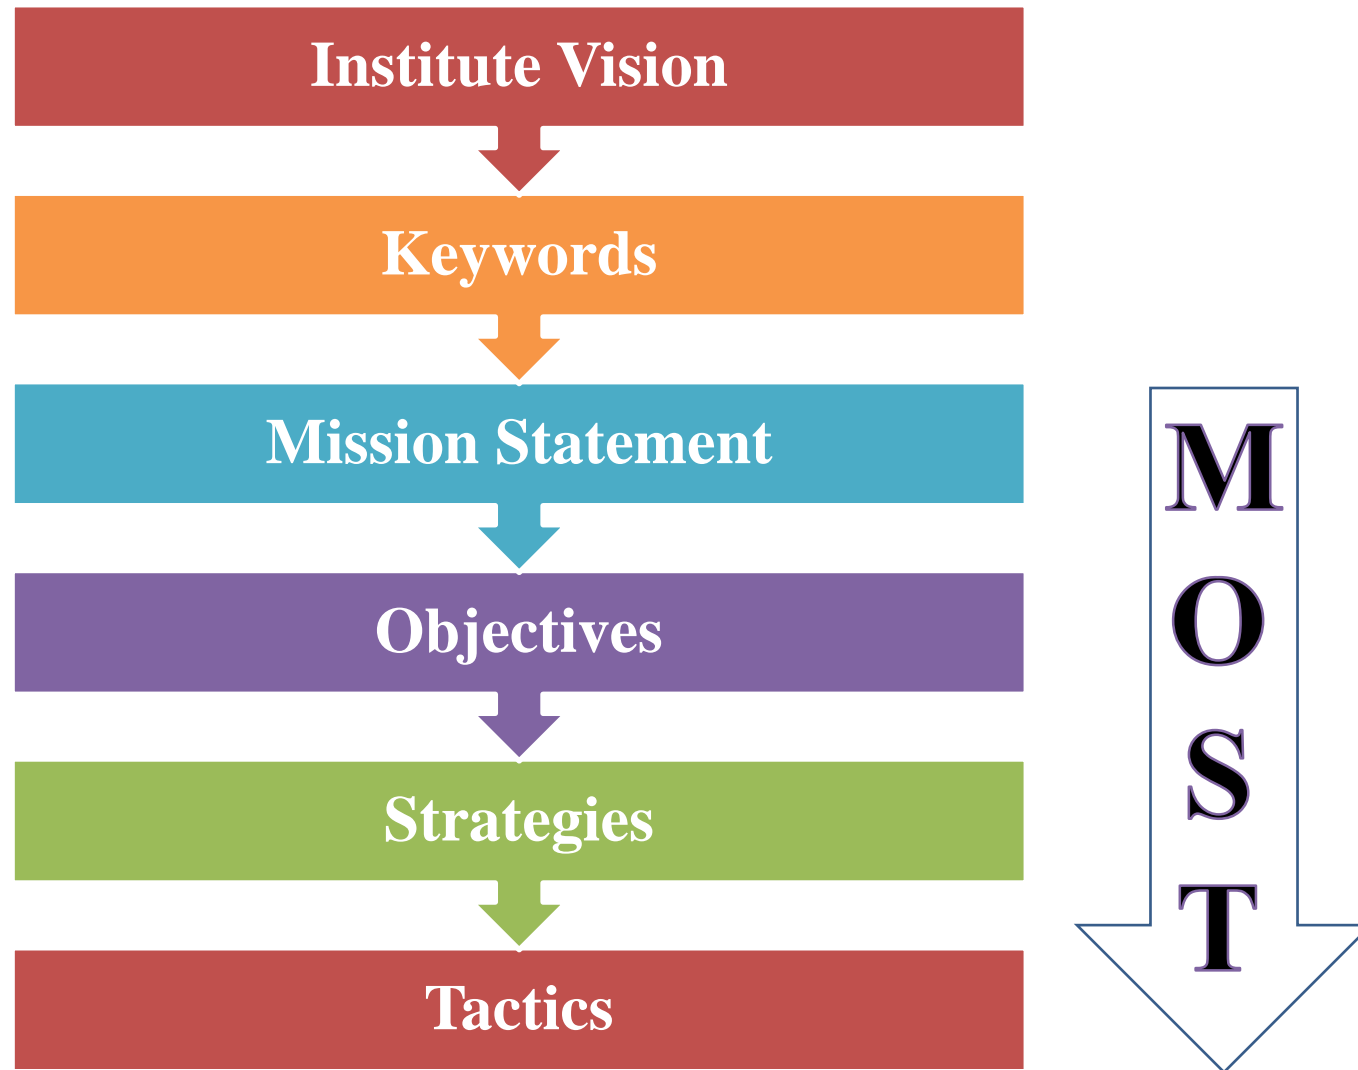 Institute Vision
Keywords
Mission Statement
Objectives
Strategies
Tactics
M
O
S
T